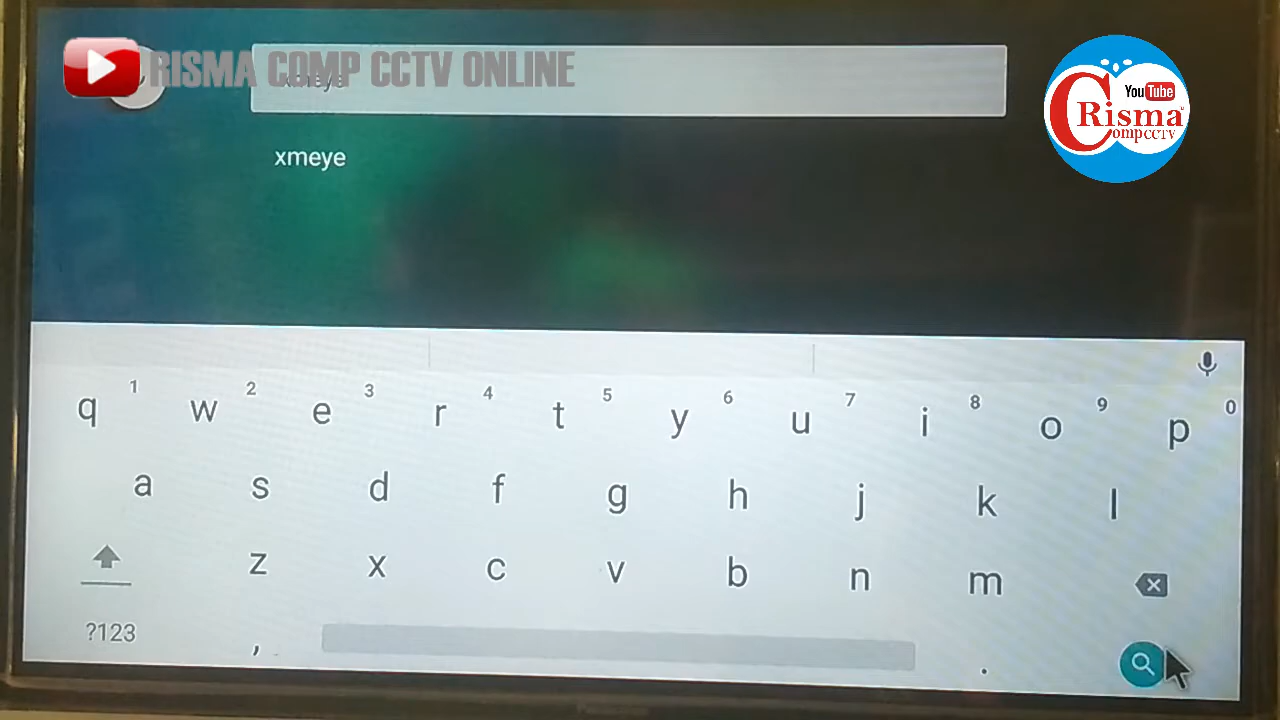 RISMA COMP CCTV ONLINE
xmeye
YouTube
CRisma
Compcctv
xmeye
1 2 3 4 5 6 7 8 9 0
q w e r t y u i o p
a s d f g h j k l
z x c v b n m
?123 , .